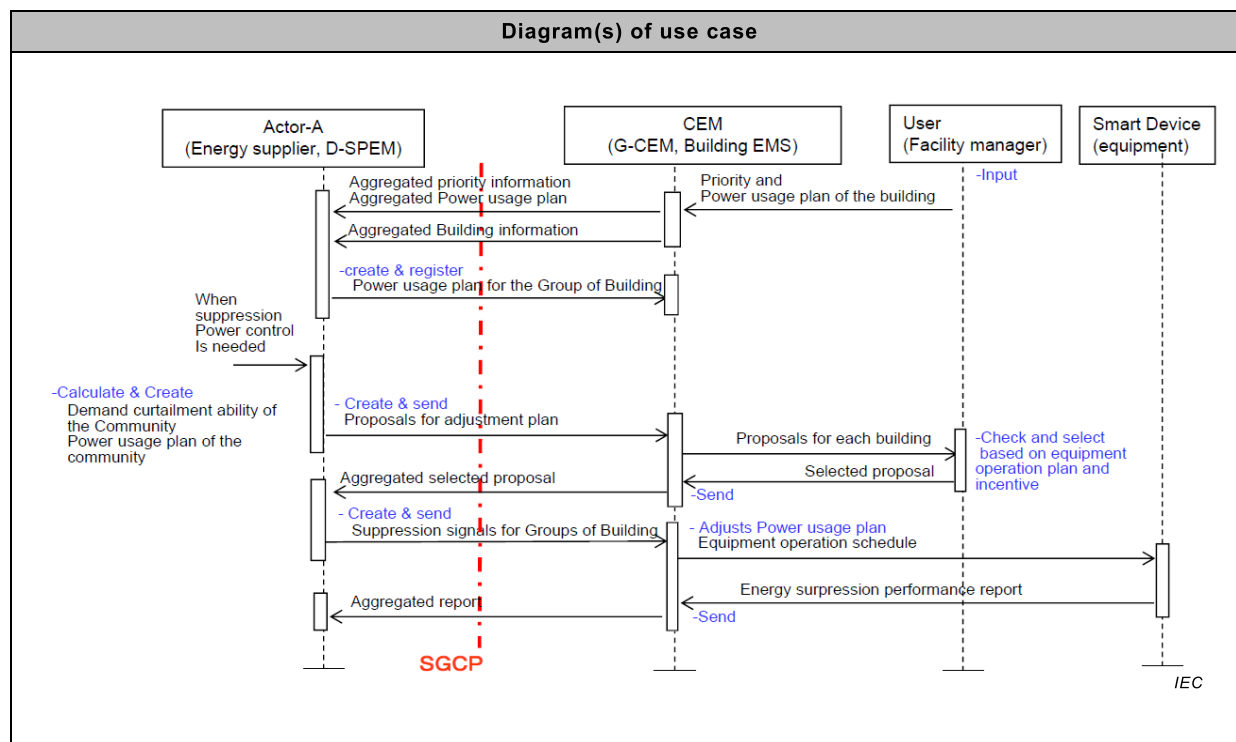 Diagram(s) of use case
Actor-A
(Energy supplier, D-SPEM)
CEM
(G-CEM, Building EMS)
User
(Facility manager)
Smart Device
(equipment)
-Input
Aggregated priority information
Aggregated Power usage plan
Priority and
Power usage plan of the building
Aggregated Building information
-create & register
Power usage plan for the Group of Building
When
suppression
Power control
Is needed
-Calculate & Create
Demand curtailment ability of
the Community
Power usage plan of the
community
- Create & send
Proposals for adjustment plan
Proposals for each building
-Check and select
based on equipment
operation plan and
incentive
Selected proposal
Aggregated selected proposal
-Send
- Create & send
Suppression signals for Groups of Building
- Adjusts Power usage plan
Equipment operation schedule
Energy surpression performance report
Aggregated report
-Send
SGCP
IEC